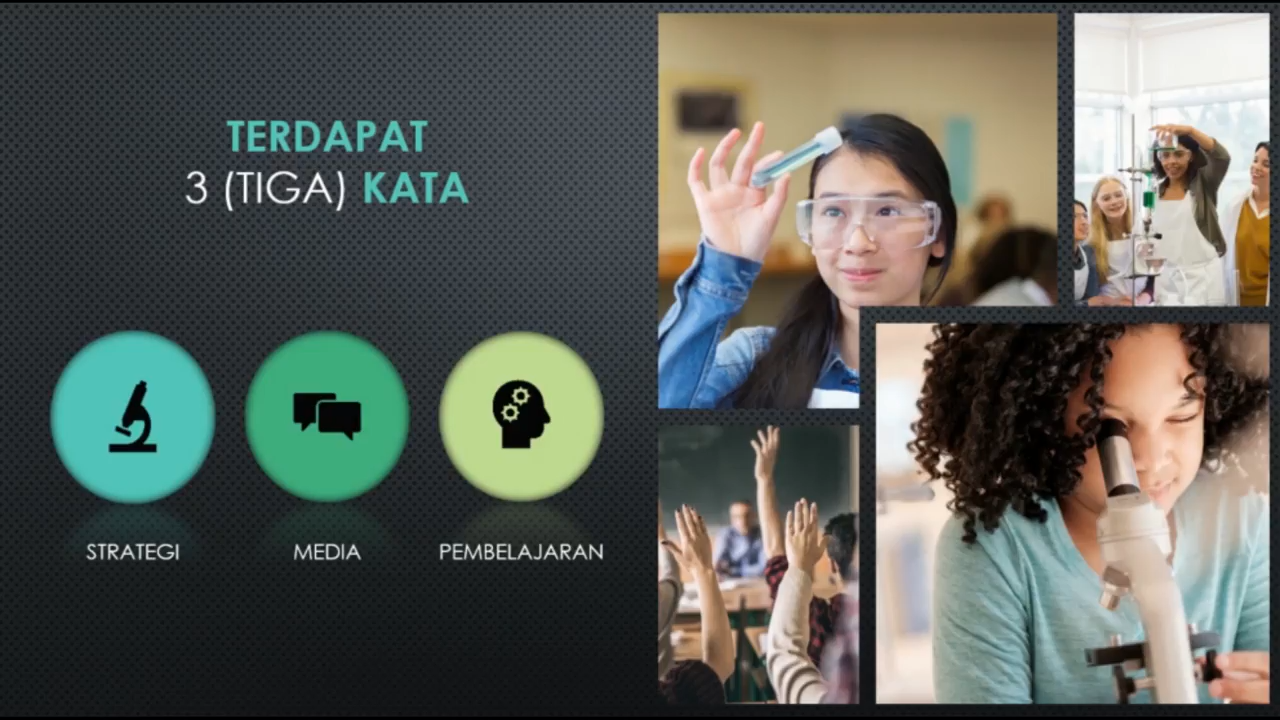 TERDAPAT
3 (TIGA) KATA
STRATEGI
MEDIA
PEMBELAJARAN